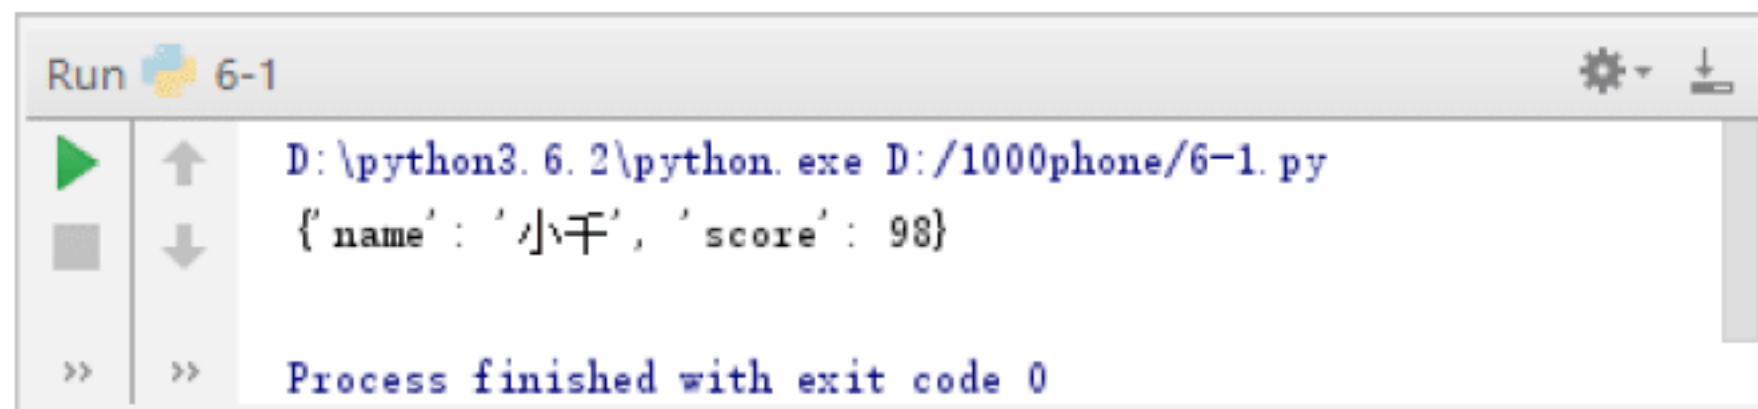 Run 6-1
D:\python3.6.2\python.exe D:/1000phone/6-1.py
{'name': '小千', 'score': 98}
Process finished with exit code 0